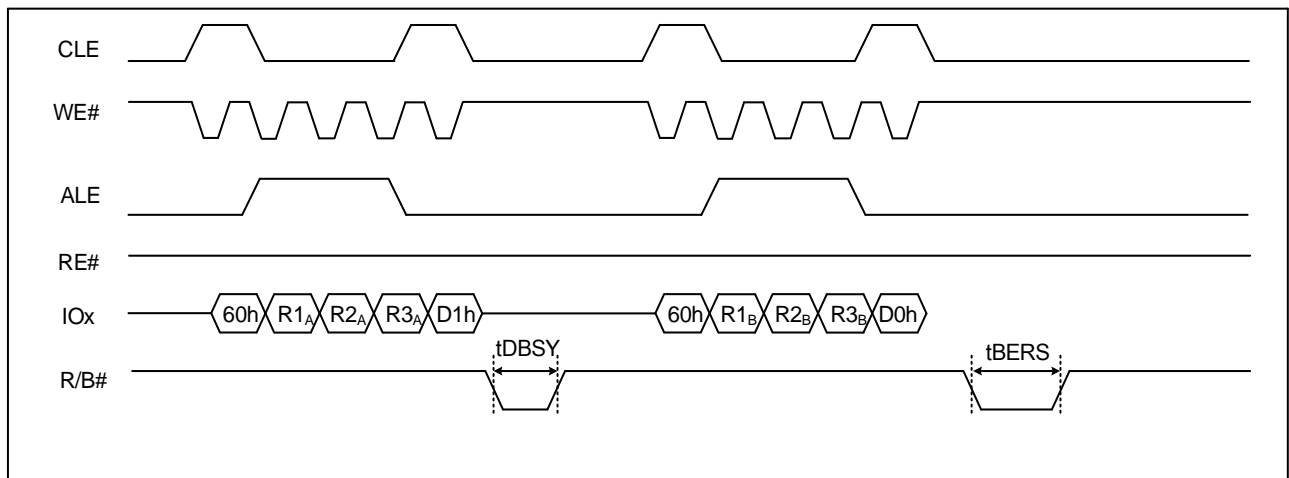 CLE
WE#
ALE
RE#
IOx 60h R1A R2A R3A D1h 60h R1B R2B R3B D0h
tDBSY tBERS
R/B#